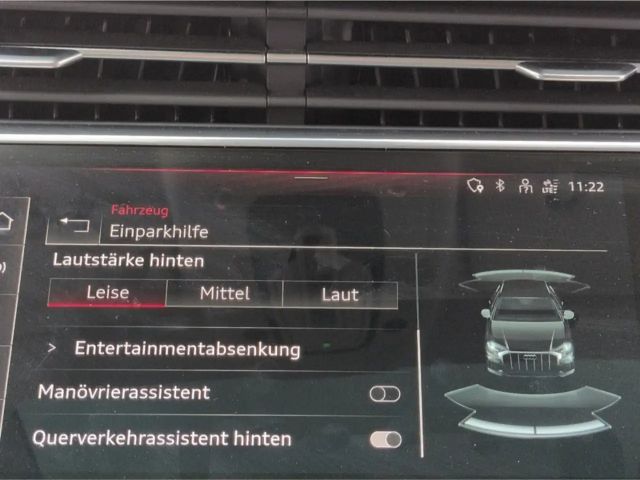 11:22
Fahrzeug
Einparkhilfe
Lautstärke hinten
Leise Mittel Laut
> Entertainmentabsenkung
Manövrierassistent
Querverkehrassistent hinten